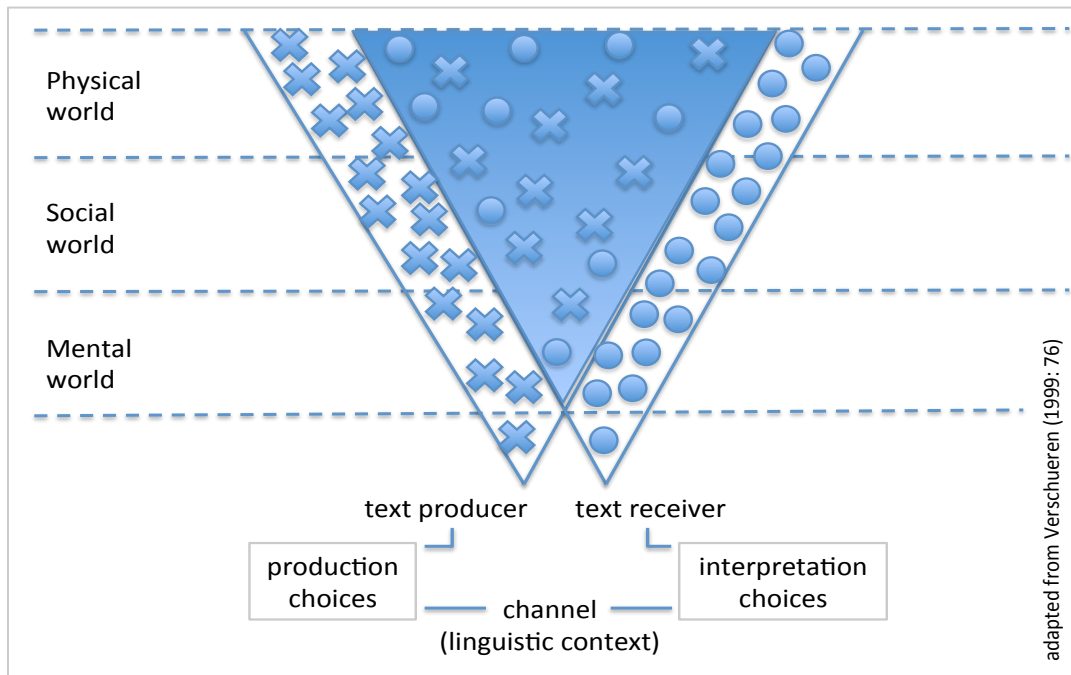 Physical
world
Social
world
Mental
world
text producer
text receiver
production
choices
interpretation
choices
channel
(linguistic context)
adapted from Verschueren (1999: 76)